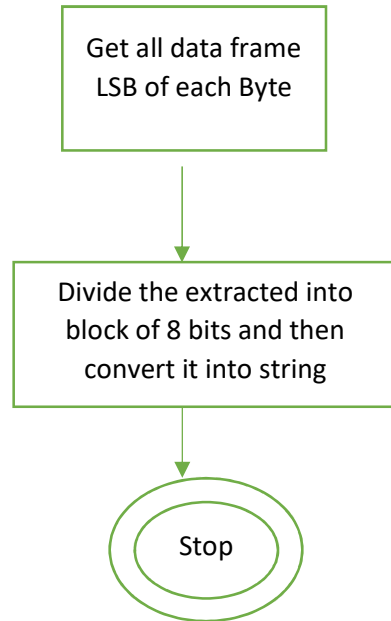 Get all data frame
LSB of each Byte
Divide the extracted into
block of 8 bits and then
convert it into string
Stop